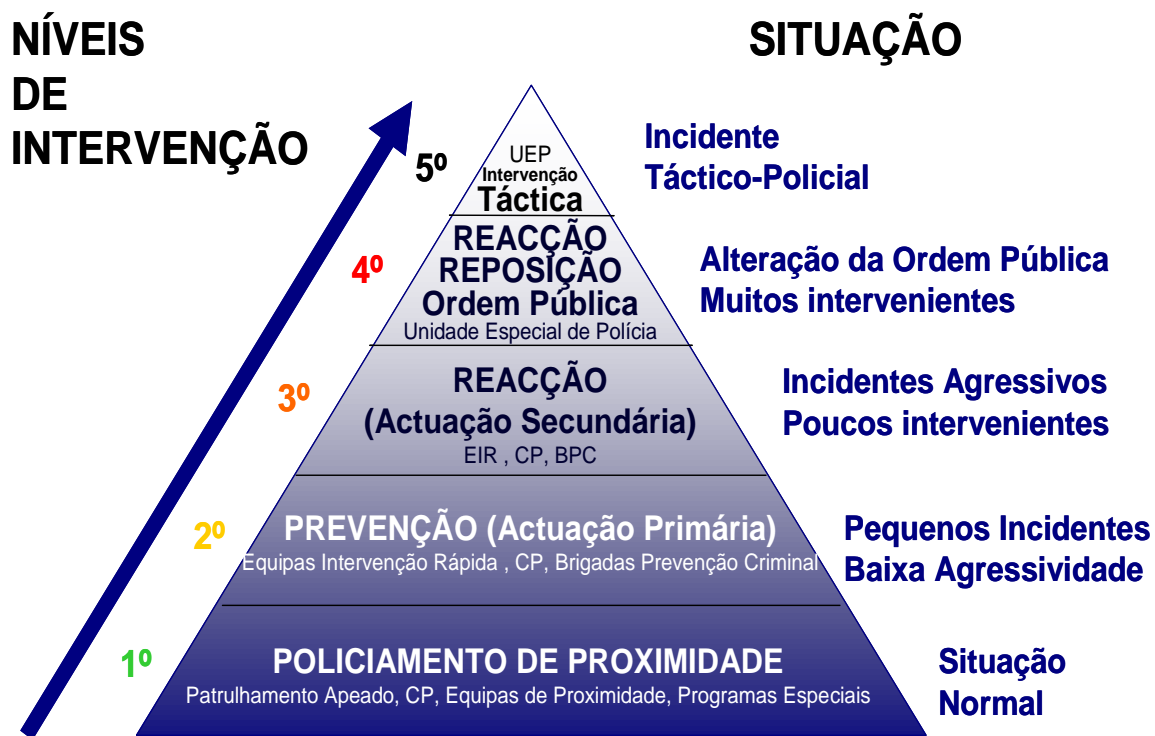 NÍVEIS
DE
INTERVENÇÃO
SITUAÇÃO
5º
UEP
Intervenção
Táctica
Incidente
Táctico-Policial
4º
REACÇÃO
REPOSIÇÃO
Ordem Pública
Unidade Especial de Polícia
Alteração da Ordem Pública
Muitos intervenientes
3º
REACÇÃO
(Actuação Secundária)
EIR , CP, BPC
Incidentes Agressivos
Poucos intervenientes
2º
PREVENÇÃO (Actuação Primária)
Equipas Intervenção Rápida , CP, Brigadas Prevenção Criminal
Pequenos Incidentes
Baixa Agressividade
1º
POLICIAMENTO DE PROXIMIDADE
Patrulhamento Apeado, CP, Equipas de Proximidade, Programas Especiais
Situação
Normal